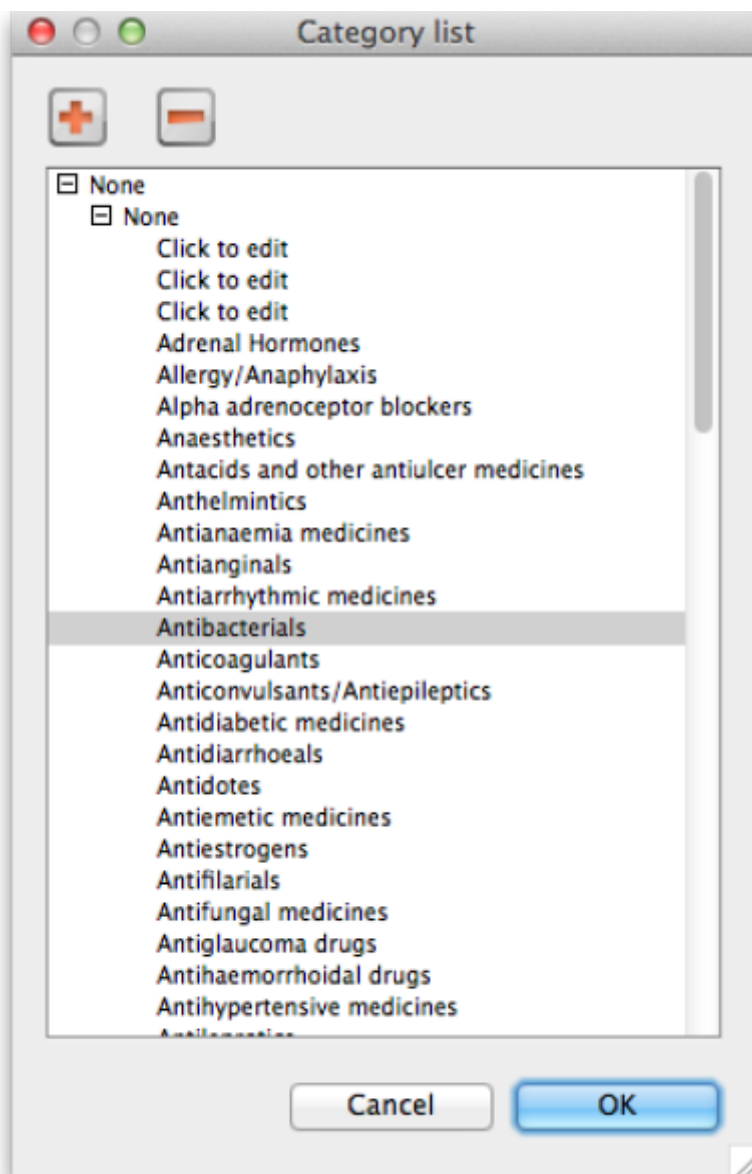 Category list
None
None
Click to edit
Click to edit
Click to edit
Adrenal Hormones
Allergy/Anaphylaxis
Alpha adrenoceptor blockers
Anaesthetics
Antacids and other antiulcer medicines
Anthelmintics
Antianaemia medicines
Antianginals
Antiarrhythmic medicines
Antibacterials
Anticoagulants
Anticonvulsants/Antiepileptics
Antidiabetic medicines
Antidiarrhoeals
Antidotes
Antiemetic medicines
Antiestrogens
Antifilarials
Antifungal medicines
Antiglaucoma drugs
Antihaemorrhoidal drugs
Antihypertensive medicines
Cancel OK